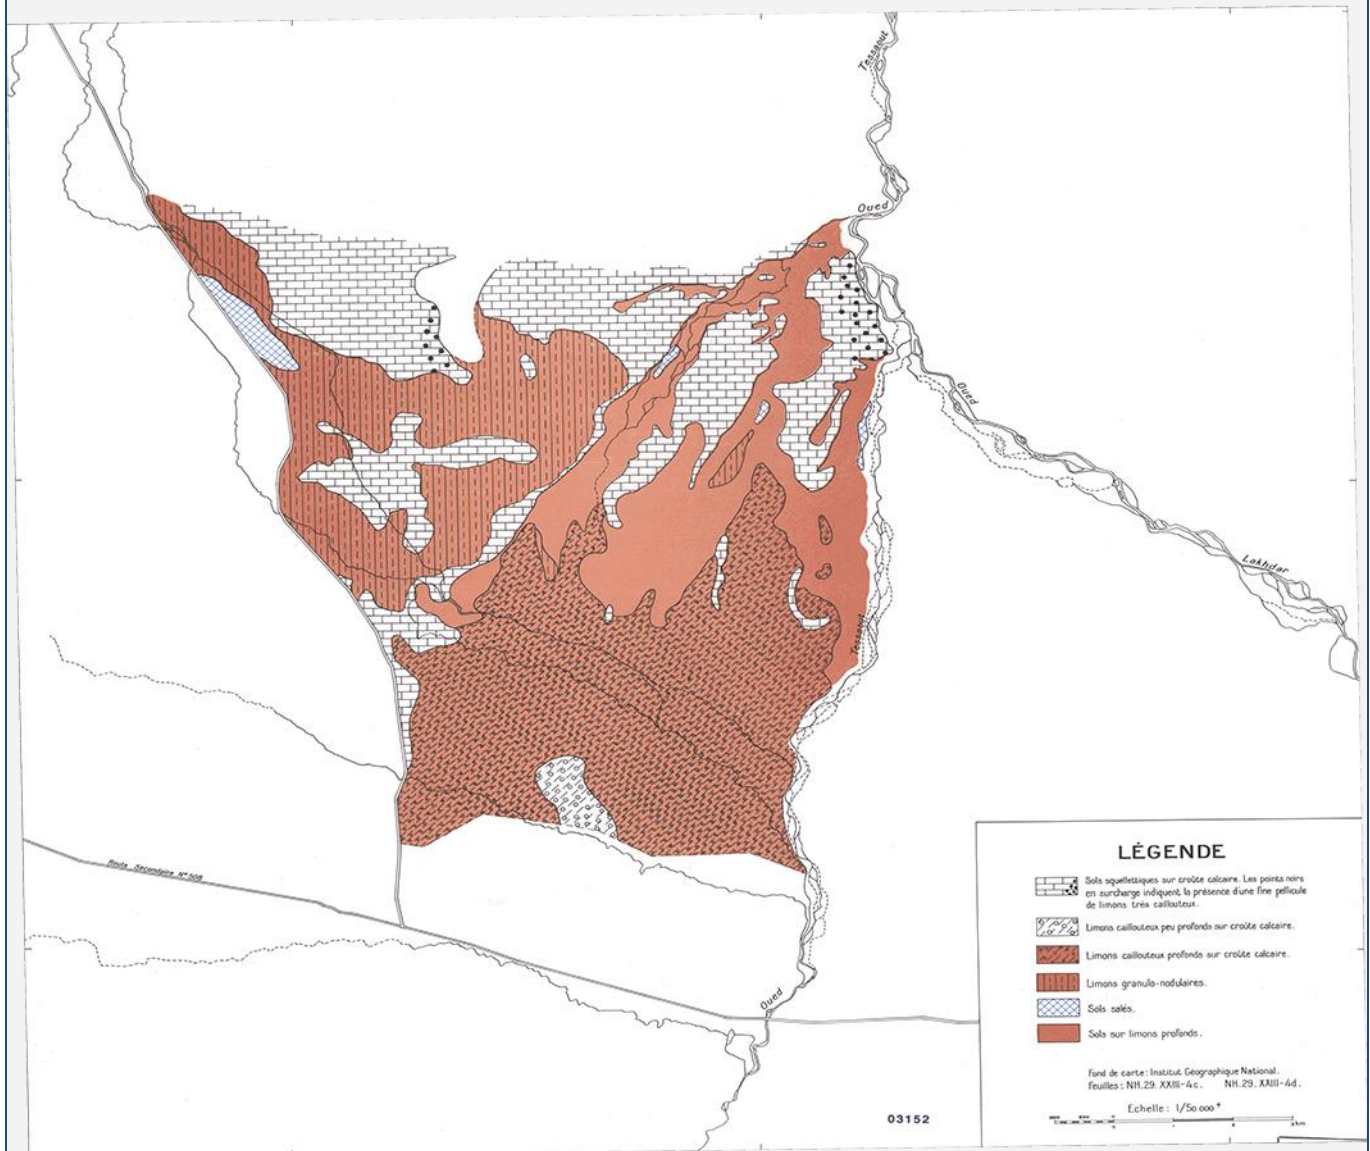 Tessaout
Oued
Oued
Lakhdar
Tessaout
Route Secondaire N° 508
Oued
LÉGENDE
Sols squelettiques sur croûte calcaire. Les points noirs
en surcharge indiquent la présence d'une fine pellicule
de limons très caillouteux.
Limons caillouteux peu profonds sur croûte calcaire.
Limons caillouteux profonds sur croûte calcaire.
Limons granulo-nodulaires.
Sols salés.
Sols sur limons profonds.
Fond de carte: Institut Géographique National.
Feuilles: NH.29. XXIII-4c. NH.29. XXIII-4d.
Echelle: 1/50.000e
03152